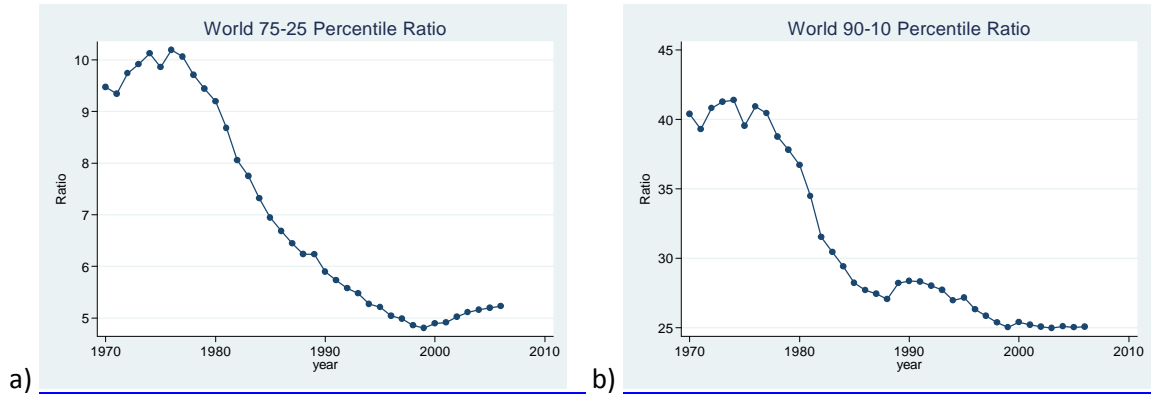 World 75-25 Percentile Ratio
10
9
8
7
6
5
Ratio
1970
1980
1990
2000
2010
year
a)
World 90-10 Percentile Ratio
45
40
35
30
25
Ratio
1970
1980
1990
2000
2010
year
b)